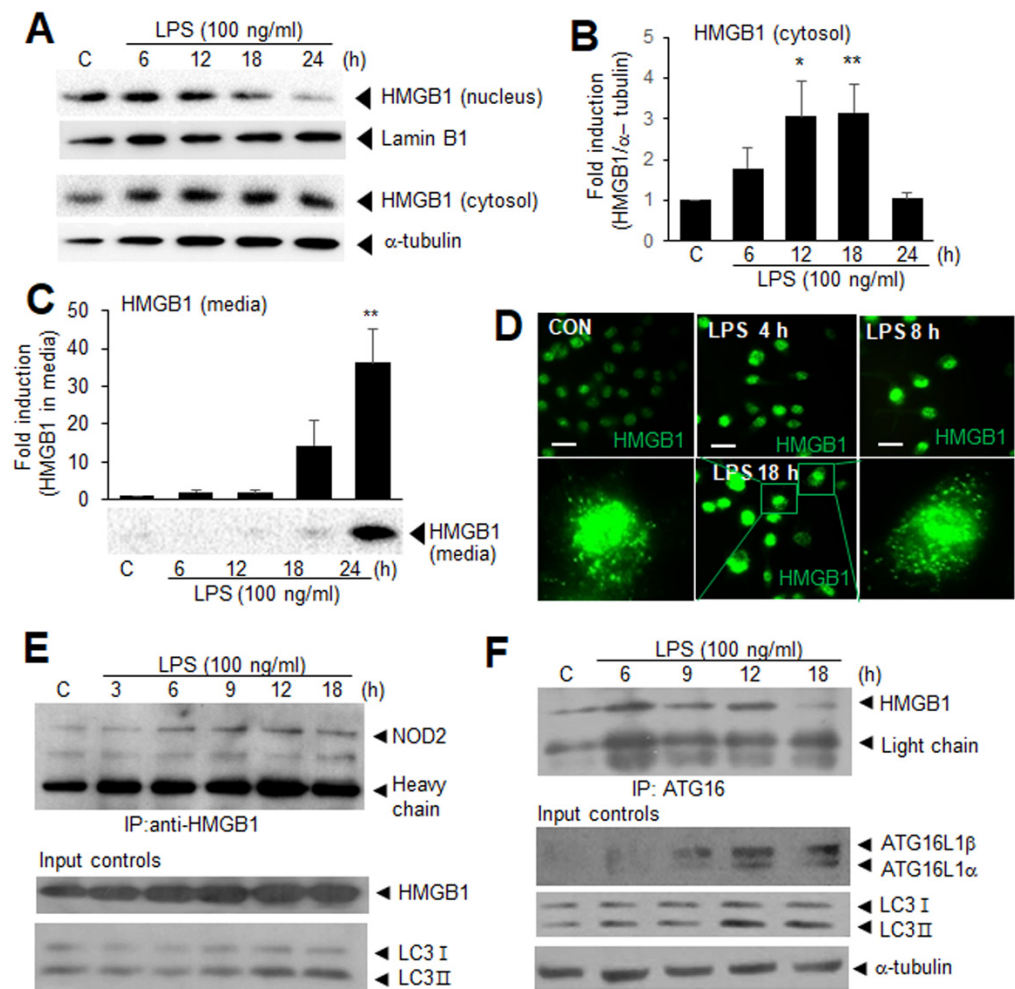 A
LPS (100 ng/ml)
C 6 12 18 24 (h)
HMGB1 (nucleus)
Lamin B1
HMGB1 (cytosol)
α-tubulin
B
HMGB1 (cytosol)
Fold induction
(HMGB1/α– tubulin)
5
4
3
2
1
0
* **
C 6 12 18 24 (h)
LPS (100 ng/ml)
C
HMGB1 (media)
Fold induction
(HMGB1 in media)
50
40
30
20
10
0
**
HMGB1
(media)
C 6 12 18 24 (h)
LPS (100 ng/ml)
D
CON
HMGB1
LPS 4 h
HMGB1
LPS 8 h
HMGB1
LPS 18 h
HMGB1
E
LPS (100 ng/ml)
C 3 6 9 12 18 (h)
NOD2
Heavy
chain
IP:anti-HMGB1
Input controls
HMGB1
LC3 I
LC3 II
F
LPS (100 ng/ml)
C 6 9 12 18 (h)
HMGB1
Light chain
IP: ATG16
Input controls
ATG16L1β
ATG16L1α
LC3 I
LC3 II
α-tubulin